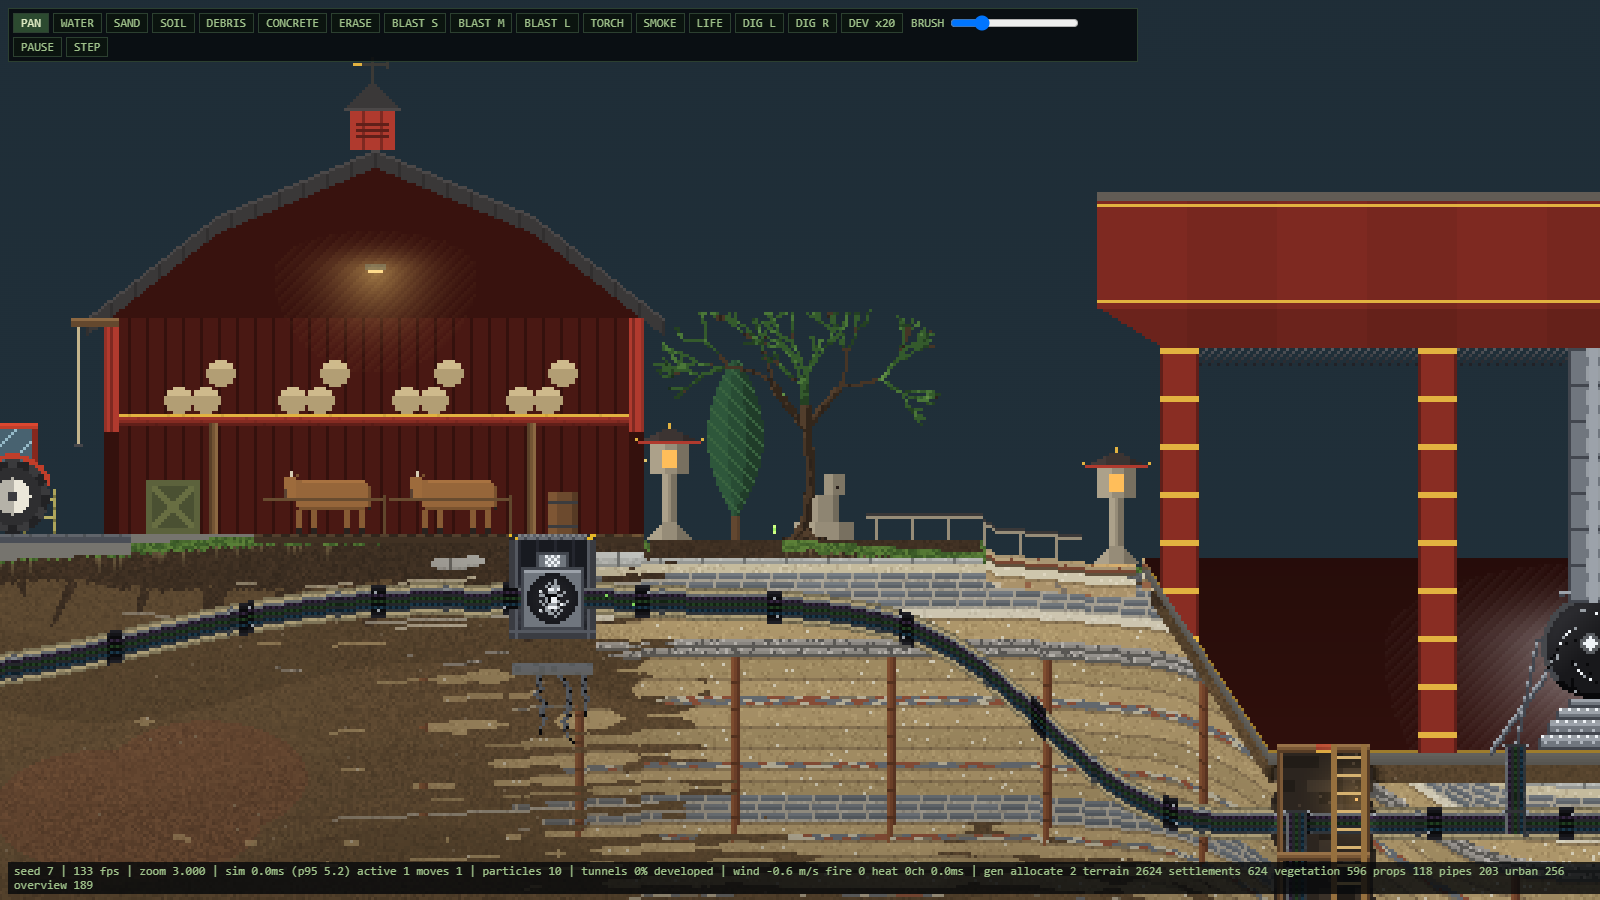 PAN WATER SAND SOIL DEBRIS CONCRETE ERASE BLAST S BLAST M BLAST L TORCH SMOKE LIFE DIG L DIG R DEV x20 BRUSH
PAUSE STEP
seed 7 | 133 fps | zoom 3.000 | sim 0.0ms (p95 5.2) active 1 moves 1 | particles 10 | tunnels 0% developed | wind -0.6 m/s fire 0 heat 0ch 0.0ms | gen allocate 2 terrain 2624 settlements 624 vegetation 596 props 118 pipes 203 urban 256
overview 189